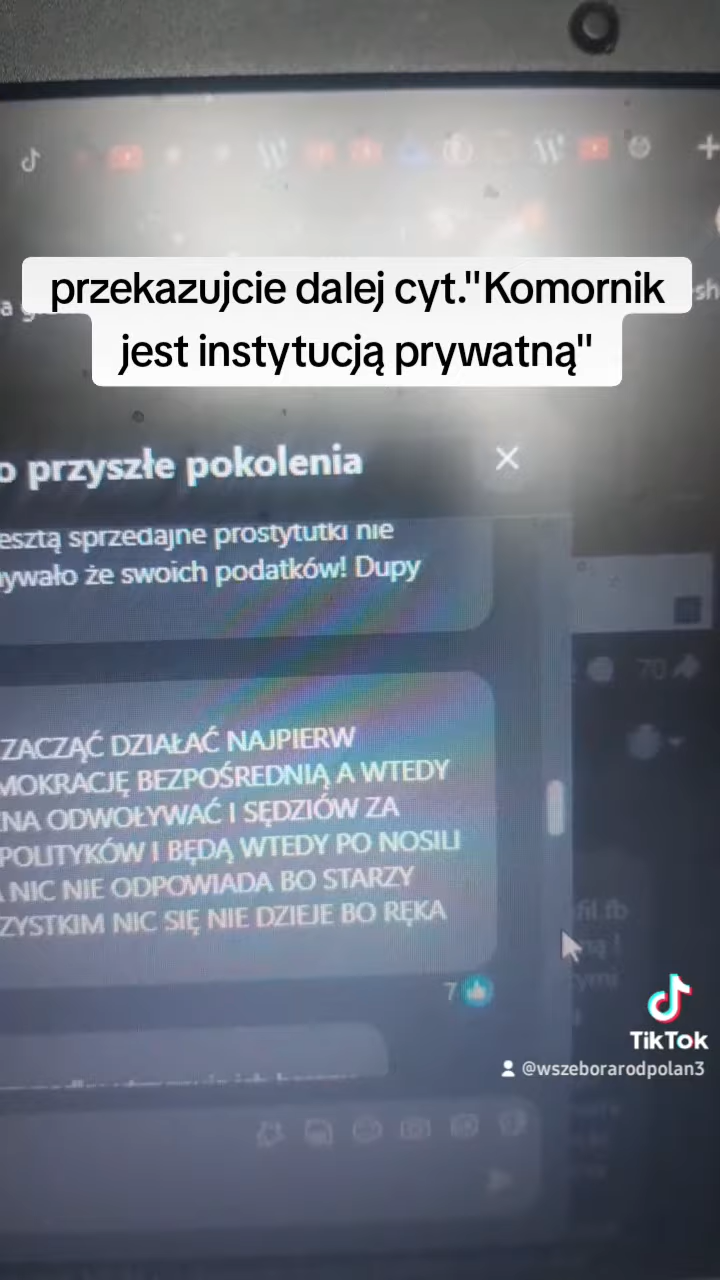 przekazujcie dalej cyt."Komornik
jest instytucją prywatną"
o przyszłe pokolenia
sprzedajne prostytutki nie
że swoich podatków! Dupy
ZACZĄĆ DZIAŁAĆ NAJPIERW
BEZPOŚREDNIĄ A WTEDY
ODWOŁYWAĆ I SĘDZIÓW ZA
POLITYKÓW I BĘDĄ WTEDY PO NOSILI
NIC NIE ODPOWIADA BO STARZY
NIC SIĘ NIE DZIEJE BO RĘKA
7
70
TikTok
@wszeborarodpolan3